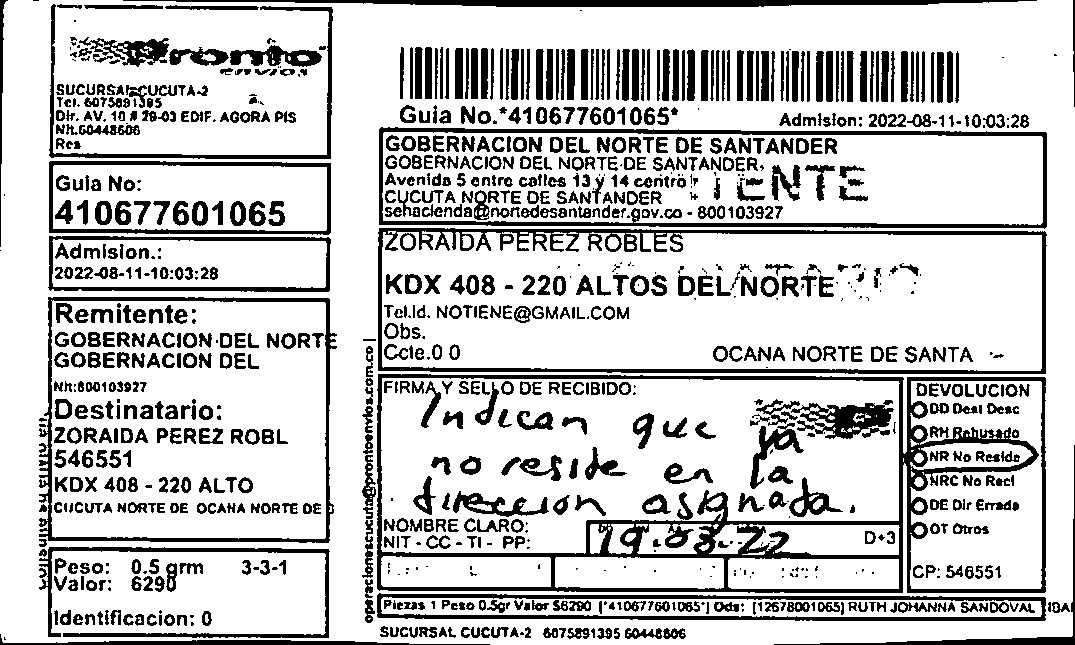 Pronto
envios
SUCURSAL CUCUTA-2
Tel. 6075891395
Dir. AV. 10 # 29-03 EDIF. AGORA PIS
Nit.60448606
Res
Guia No:
410677601065
Admision.:
2022-08-11-10:03:28
Remitente:
GOBERNACION DEL NORTE
GOBERNACION DEL
Nit:800103927
Destinatario:
ZORAIDA PEREZ ROBL
546551
KDX 408 - 220 ALTO
CUCUTA NORTE DE OCANA NORTE DE
Peso: 0.5 grm 3-3-1
Valor: 6290
Identificacion: 0
Guia No.*410677601065*
Admision: 2022-08-11-10:03:28
GOBERNACION DEL NORTE DE SANTANDER
GOBERNACION DEL NORTE DE SANTANDER
Avenida 5 entre calles 13 y 14 centro
CUCUTA NORTE DE SANTANDER
sehacienda@nortedesantander.gov.co - 800103927
ZORAIDA PEREZ ROBLES
KDX 408 - 220 ALTOS DEL NORTE
Tel.Id. NOTIENE@GMAIL.COM
Obs.
Ccte.0 0
OCANA NORTE DE SANTA
operacionescucuta@prontoenvios.com.co
FIRMA Y SELLO DE RECIBIDO:
Indican que ya
no reside en la
dirección asignada.
NOMBRE CLARO:
NIT - CC - TI - PP:
D+3
DEVOLUCION
DD Dest Desc
RH Rehusado
NR No Reside
NRC No Recl
DE Dir Errada
OT Otros
CP: 546551
Piezas 1 Peso 0.5gr Valor $6290 [*410677601065*] Ods: [12678001065] RUTH JOHANNA SANDOVAL
SUCURSAL CUCUTA-2 6075891395 60448606